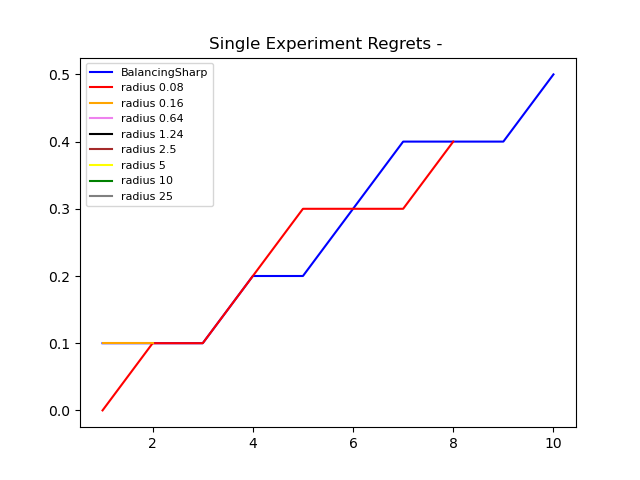 Single Experiment Regrets -
BalancingSharp
radius 0.08
radius 0.16
radius 0.64
radius 1.24
radius 2.5
radius 5
radius 10
radius 25
0.5
0.4
0.3
0.2
0.1
0.0
2 4 6 8 10